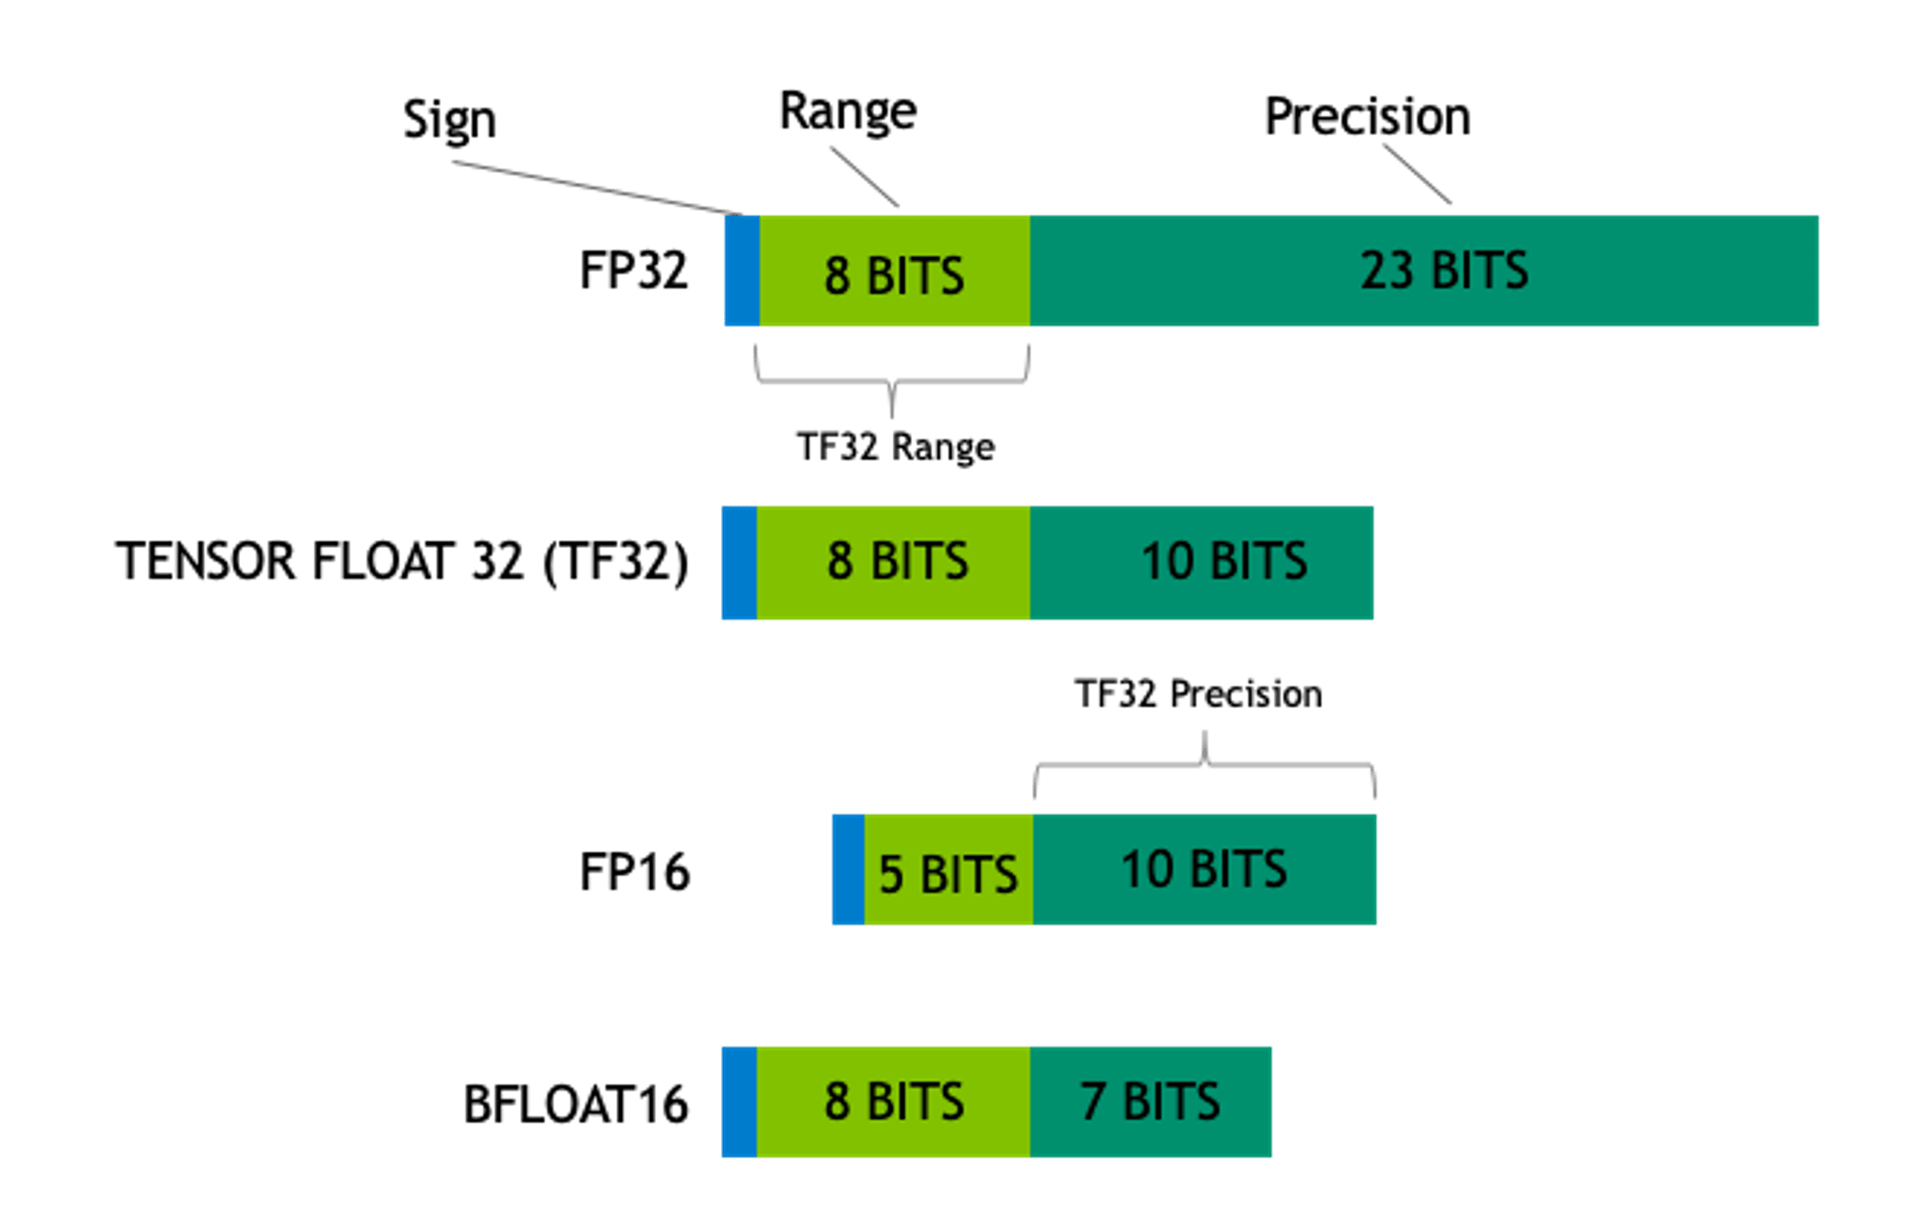 Sign
Range
Precision
FP32
8 BITS
23 BITS
TF32 Range
TENSOR FLOAT 32 (TF32)
8 BITS
10 BITS
TF32 Precision
FP16
5 BITS
10 BITS
BFLOAT16
8 BITS
7 BITS